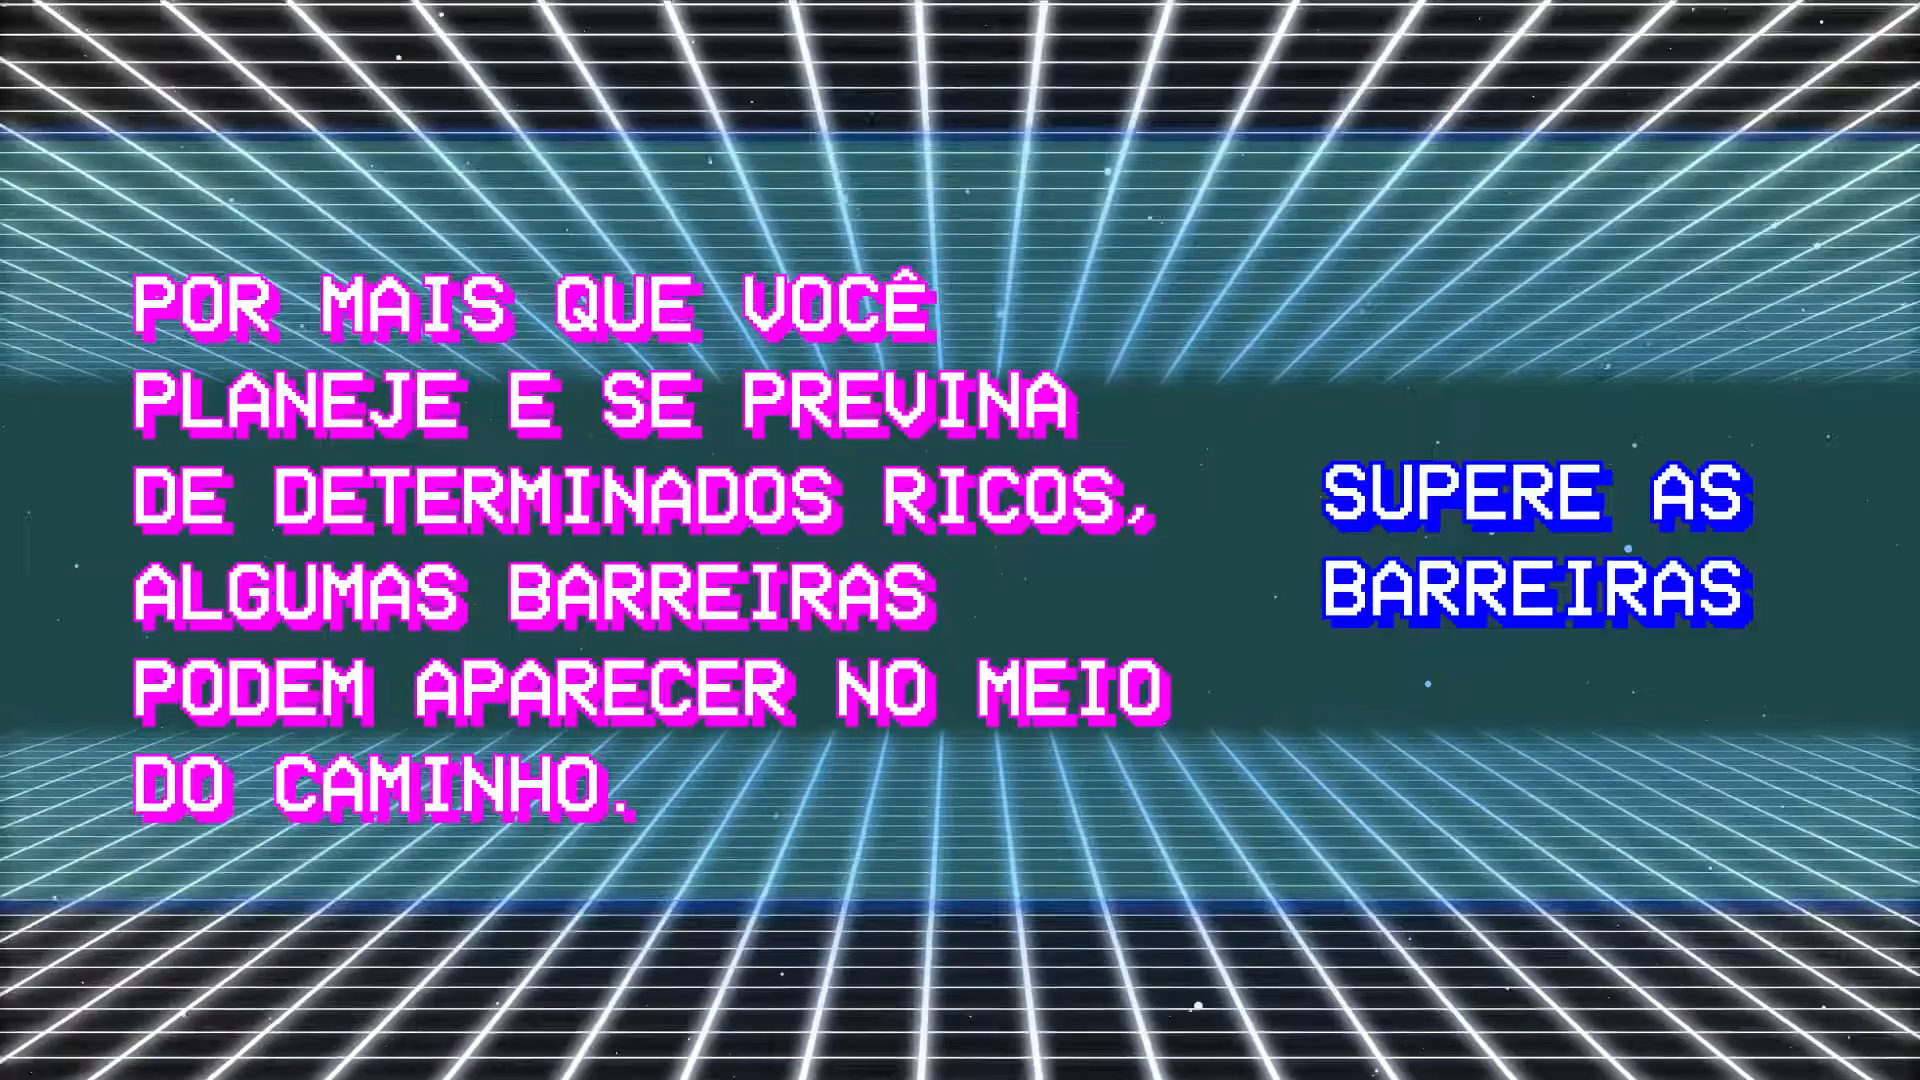 POR MAIS QUE VOCÊ
PLANEJE E SE PREVINA
DE DETERMINADOS RICOS,
ALGUMAS BARREIRAS
PODEM APARECER NO MEIO
DO CAMINHO.
SUPERE AS
BARREIRAS